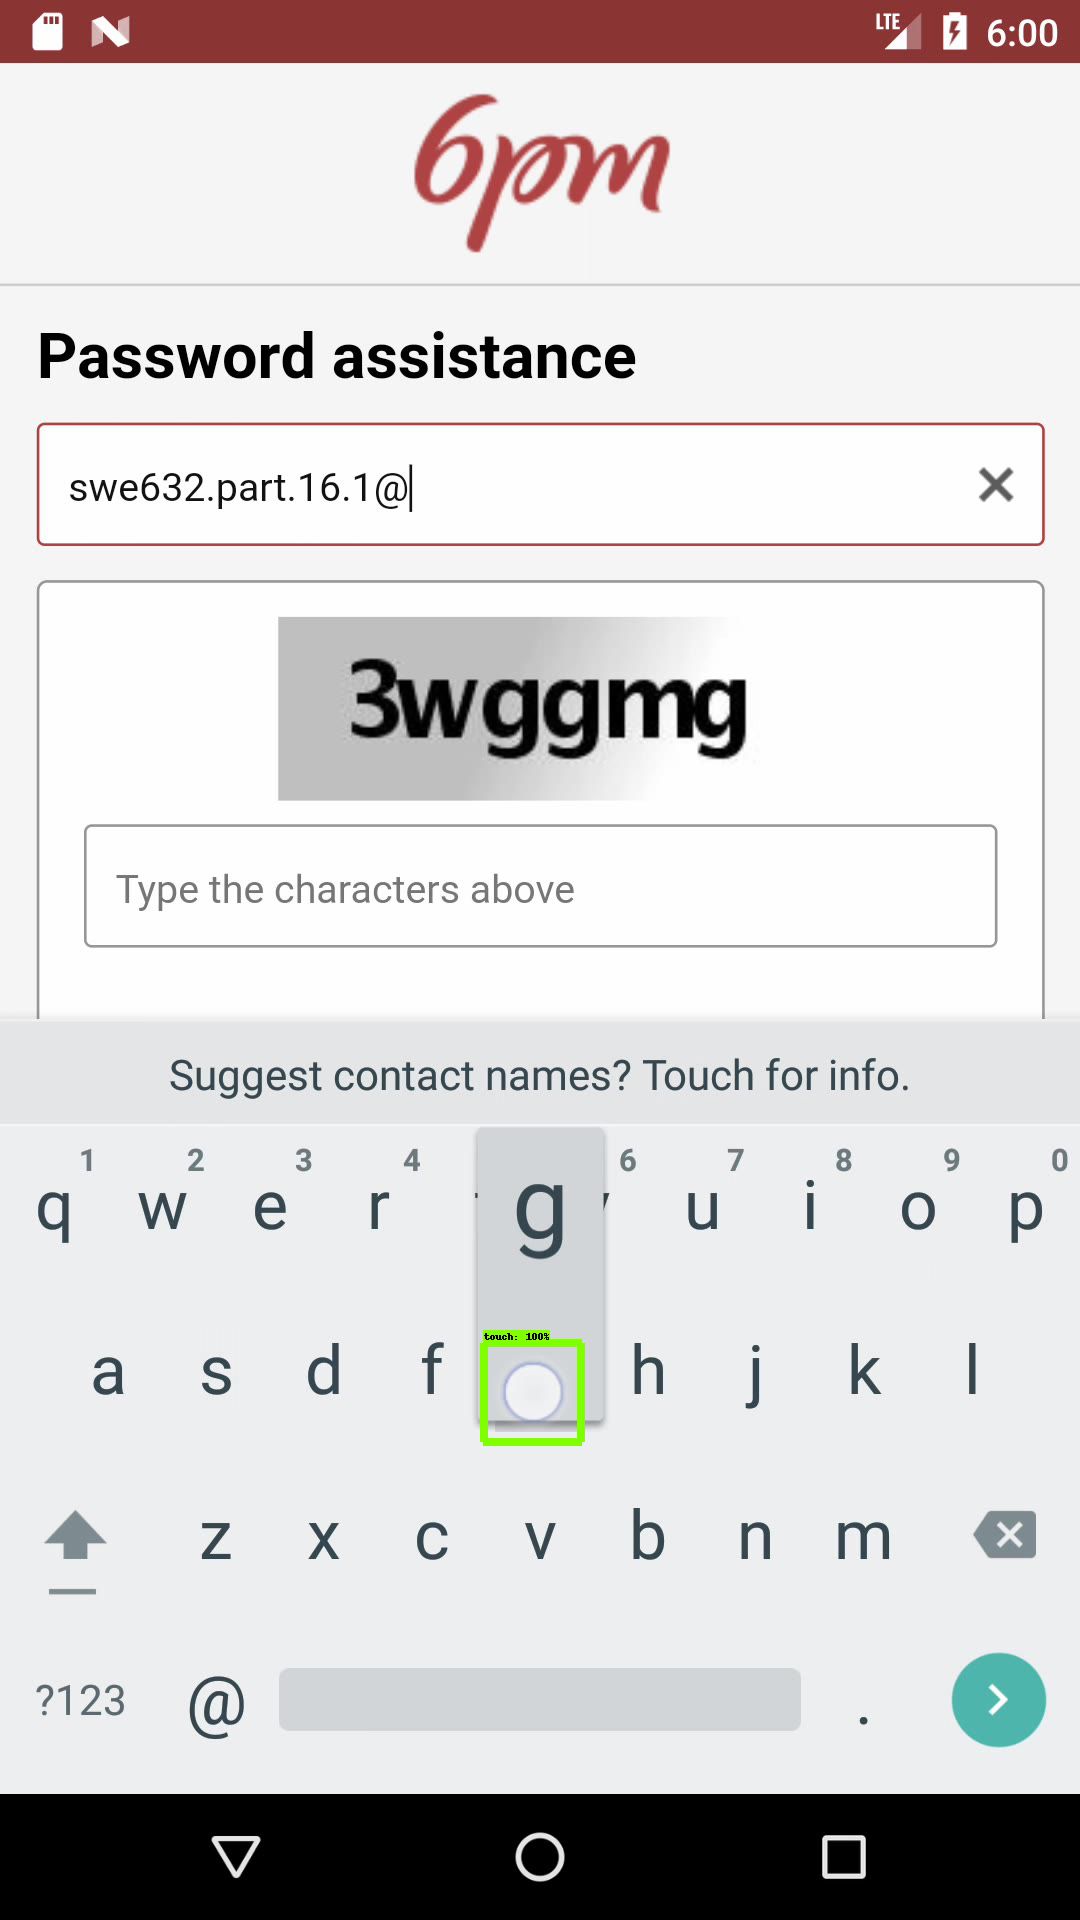 LTE 6:00
6pm
Password assistance
swe632.part.16.1@
3wggmg
Type the characters above
Suggest contact names? Touch for info.
1 2 3 4 6 7 8 9 0
q w e r g u i o p
touch: 100%
a s d f h j k l
z x c v b n m
?123 @ .